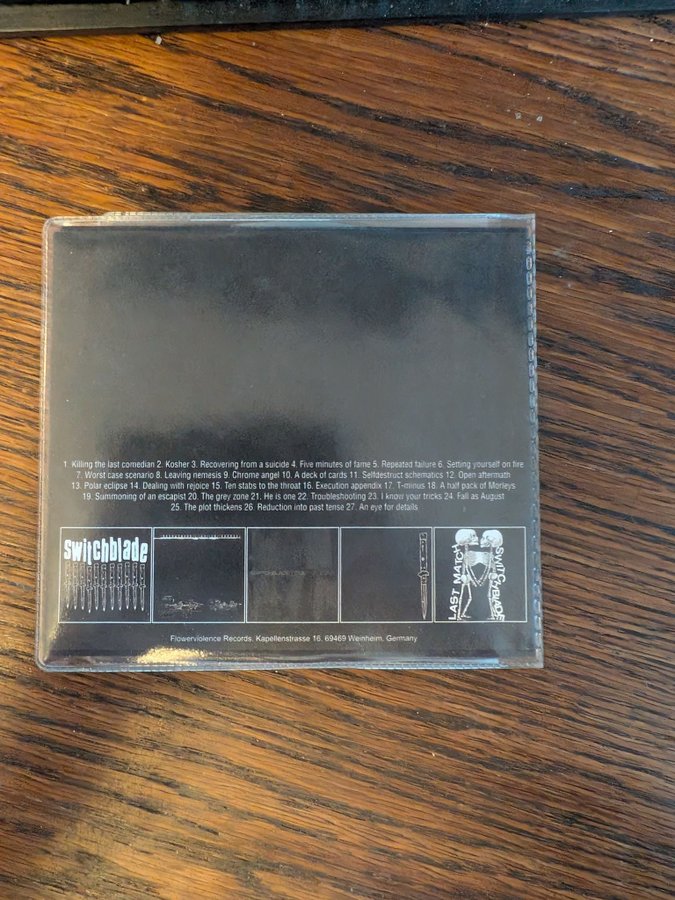 1. Killing the last comedian 2. Kosher 3. Recovering from a suicide 4. Five minutes of fame 5. Repeated failure 6. Setting yourself on fire
7. Worst case scenario 8. Leaving nemesis 9. Chrome angel 10. A deck of cards 11. Selfdestruct schematics 12. Open aftermath
13. Polar eclipse 14. Dealing with rejoice 15. Ten stabs to the throat 16. Execution appendix 17. T-minus 18. A half pack of Morleys
19. Summoning of an escapist 20. The grey zone 21. He is one 22. Troubleshooting 23. I know your tricks 24. Fall as August
25. The plot thickens 26. Reduction into past tense 27. An eye for details
switchblade
LAST MATCH
SWITCHBLADE
Flowerviolence Records. Kapellenstrasse 16. 69469 Weinheim. Germany